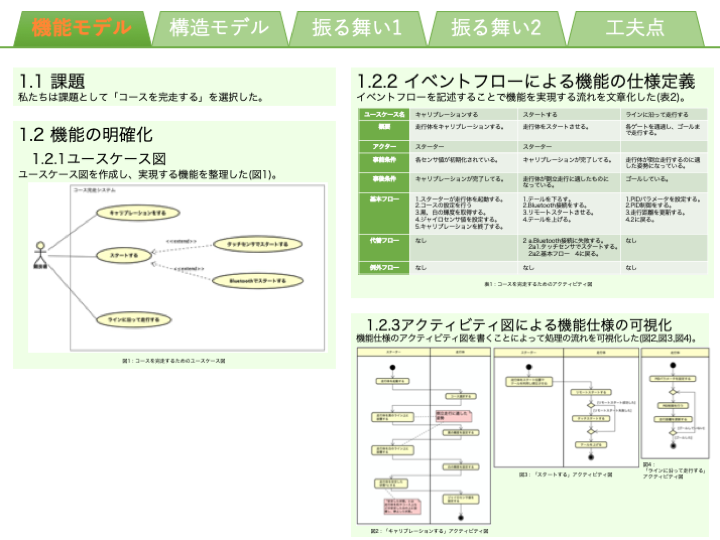 機能モデル
構造モデル
振る舞い1
振る舞い2
工夫点
1.1 課題
私たちは課題として「コースを完走する」を選択した。
1.2 機能の明確化
1.2.1ユースケース図
ユースケース図を作成し、実現する機能を整理した(図1)。
コース完走システム
キャリブレーションをする
スタートする
タッチセンサでスタートする
Bluetoothでスタートする
ラインに沿って走行する
図1：コースを完走するためのユースケース図
1.2.2 イベントフローによる機能の仕様定義
イベントフローを記述することで機能を実現する流れを文章化した(表2)。
ユースケース名 キャリブレーションする スタートする ラインに沿って走行する
概要 走行体をキャリブレーションする。 走行体をスタートさせる。 各ゲートを通過し、ゴールまで走行する。
アクター スターター スターター
事前条件 各センサ値が初期化されている。 キャリブレーションが完了してる。 走行体が倒立走行するのに適した姿勢になっている。
事後条件 キャリブレーションが完了してる。 走行体が倒立走行に適したものになっている。 ゴールしている。
基本フロー
1.スターターが走行体を起動する。
2.コースの設定を行う
3.黒、白の輝度を取得する。
4.ジャイロセンサ値を設定する。
5.キャリブレーションを終了する。
1.テールを下ろす。
2.Bluetooth接続をする。
3.リモートスタートさせる。
4.テールを上げる。
1.PIDパラメータを設定する。
2.PID制御をする。
3.走行距離を更新する。
4.2に戻る。
代替フロー なし
2 a.Bluetooth接続に失敗する。
2a1.タッチセンサでスタートする。
2a2.基本フロー 4に戻る。
なし
例外フロー なし なし なし
表1：コースを完走するためのアクティビティ図
1.2.3アクティビティ図による機能仕様の可視化
機能仕様のアクティビティ図を書くことによって処理の流れを可視化した(図2,図3,図4)。
図2：「キャリブレーションする」アクティビティ図
図3：「スタートする」アクティビティ図
図4：
「ラインに沿って走行する」
アクティビティ図